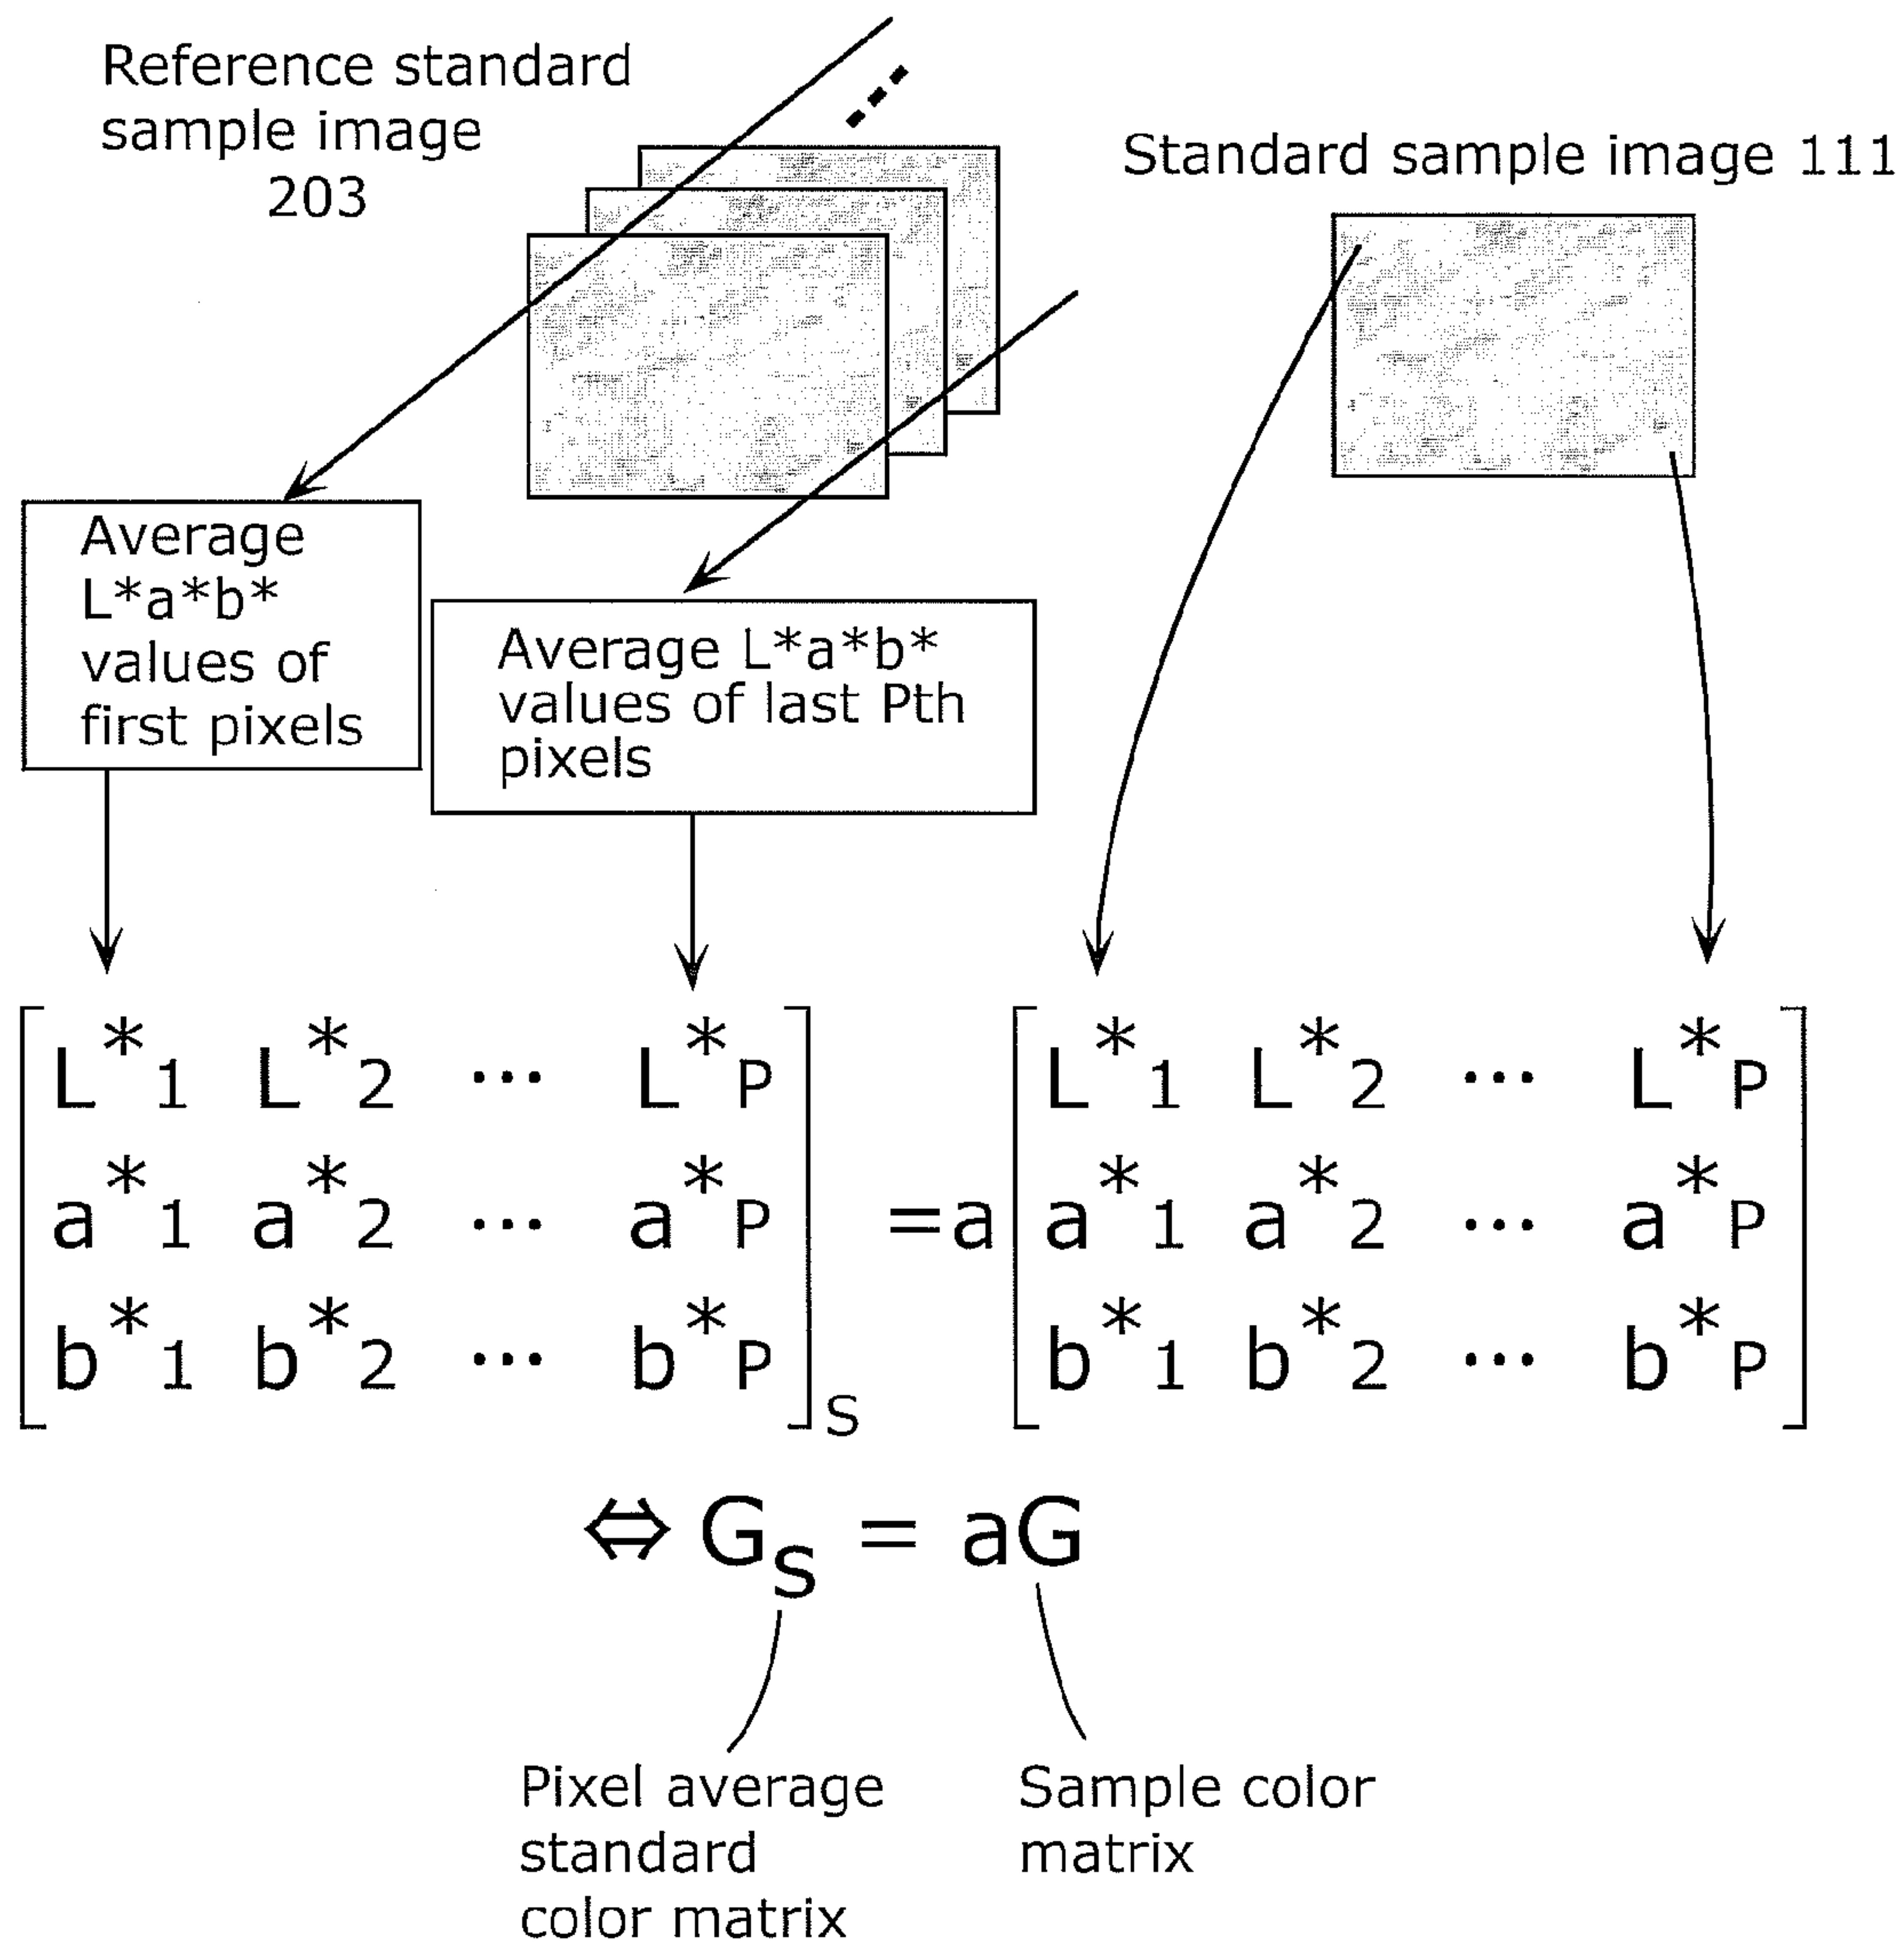 Reference standard
sample image
203
Standard sample image 111
Average
L*a*b*
values of
first pixels
Average L*a*b*
values of last Pth
pixels
L*1 L*2 ... L*P L*1 L*2 ... L*P
a*1 a*2 ... a*P =a a*1 a*2 ... a*P
b*1 b*2 ... b*P b*1 b*2 ... b*P
S
⇔ GS = aG
Pixel average
standard
color matrix
Sample color
matrix